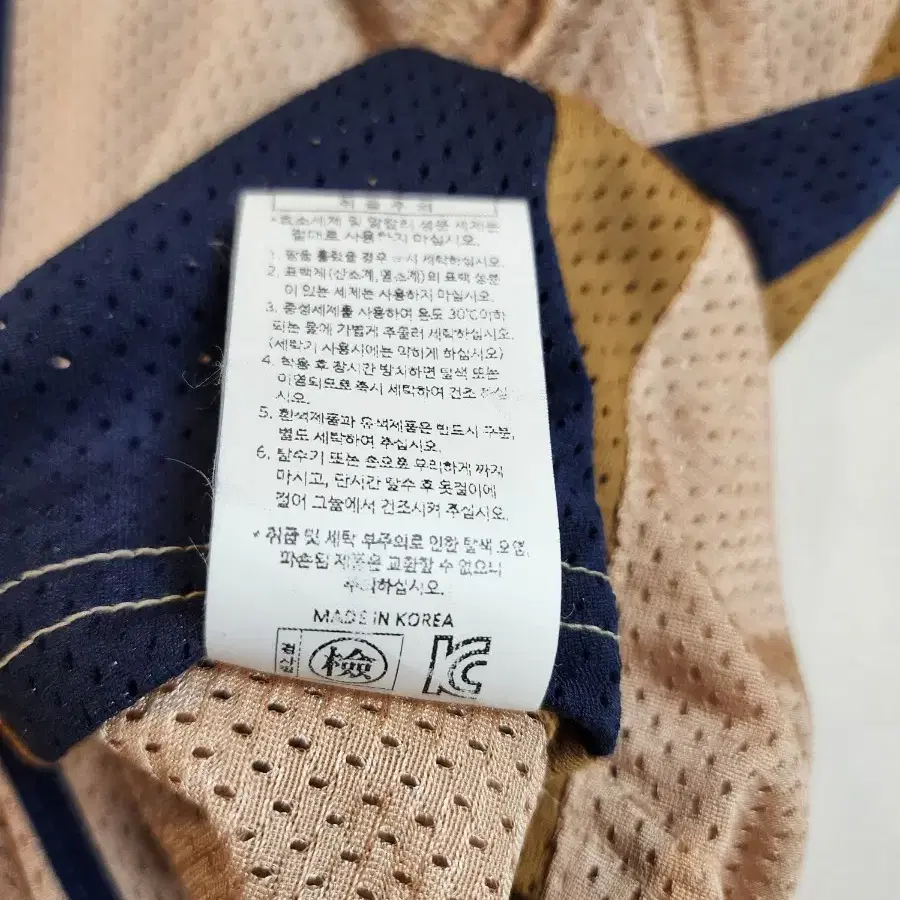 취급주의
*효소세제 및 알칼리 성분 세제는
절대로 사용하지 마십시오.
1. 땀을 흘렸을 경우 즉시 세탁하십시오.
2. 표백제(산소계,염소계)의 표백 성분
이 있는 세제는 사용하지 마십시오.
3. 중성세제를 사용하여 온도 30℃이하
되는 물에 가볍게 주물러 세탁하십시오
(세탁기 사용시에는 약하게 하십시오)
4. 착용 후 장시간 방치하면 탈색 또는
이염되므로 즉시 세탁하여 건조 하십
시오.
5. 흰색제품과 유색제품은 반드시 구분,
별도 세탁하여 주십시오.
6. 탈수기 또는 손으로 무리하게 짜지
마시고, 단시간 탈수 후 옷걸이에
걸어 그늘에서 건조시켜 주십시오.
* 취급 및 세탁 부주의로 인한 탈색 오염,
파손된 제품은 교환할 수 없으니
주의하십시오.
MADE IN KOREA
검사필 檢 KC